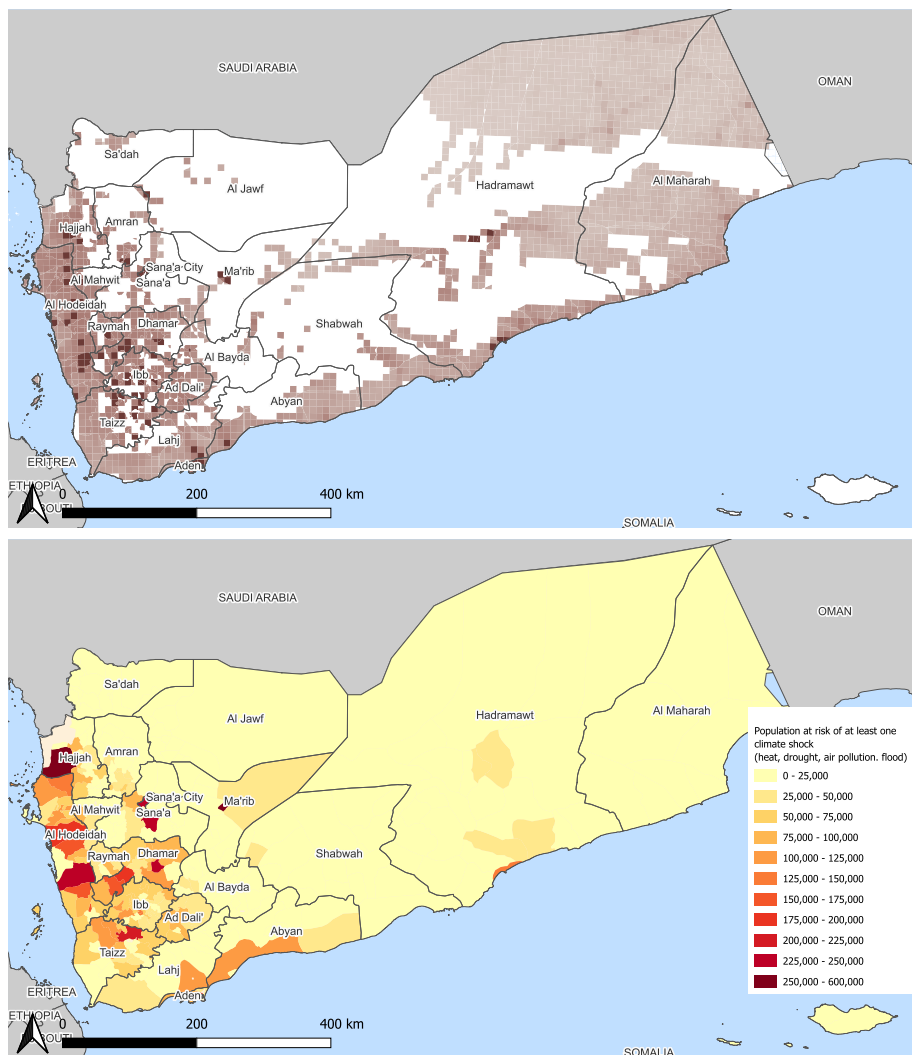 SAUDI ARABIA
OMAN
Sa'dah
Al Jawf
Hadramawt
Al Maharah
Hajjah
Amran
Sana'a City
Ma'rib
Al Mahwit
Sana'a
Al Hodeidah
Raymah
Dhamar
Shabwah
Al Bayda
Ibb
Ad Dali'
Abyan
Taizz
Lahj
Aden
ERITREA
ETHIOPIA
0
200
400 km
SOMALIA
SAUDI ARABIA
OMAN
Sa'dah
Al Jawf
Hadramawt
Al Maharah
Population at risk of at least one
climate shock
(heat, drought, air pollution. flood)
0 - 25,000
25,000 - 50,000
50,000 - 75,000
75,000 - 100,000
100,000 - 125,000
125,000 - 150,000
150,000 - 175,000
175,000 - 200,000
200,000 - 225,000
225,000 - 250,000
250,000 - 600,000
Hajjah
Amran
Sana'a City
Ma'rib
Al Mahwit
Sana'a
Al Hodeidah
Raymah
Dhamar
Shabwah
Al Bayda
Ibb
Ad Dali'
Abyan
Taizz
Lahj
Aden
ERITREA
ETHIOPIA
0
200
400 km
SOMALIA